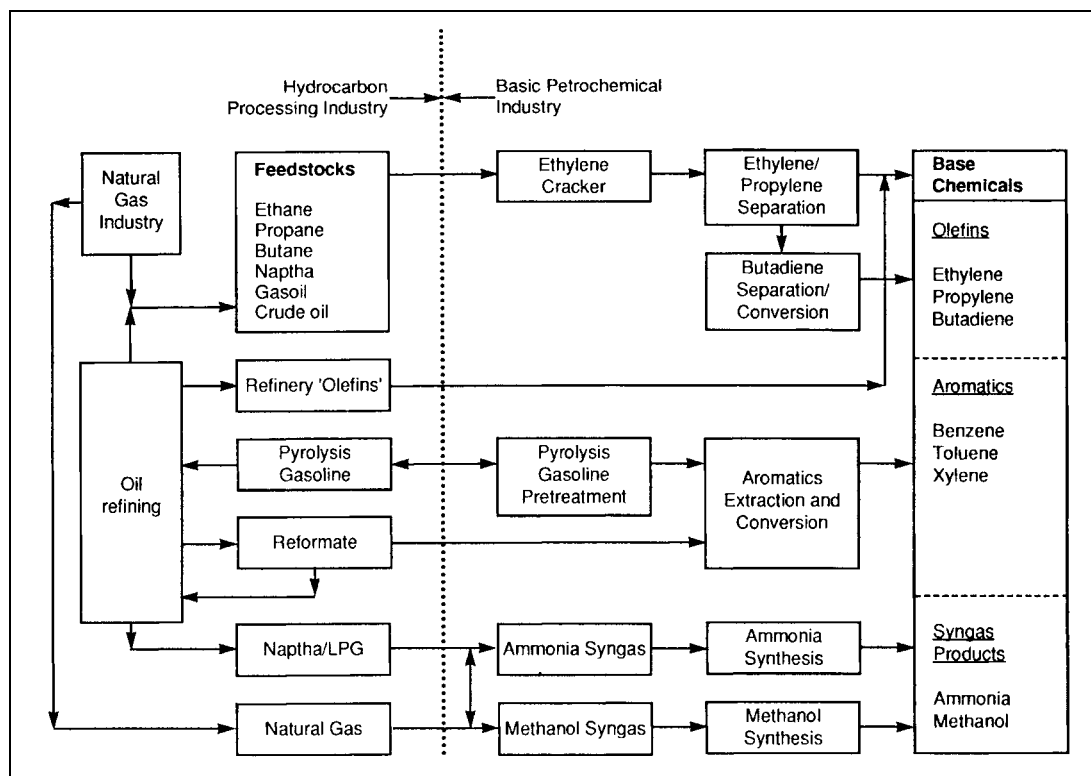 Hydrocarbon
Processing Industry
Basic Petrochemical
Industry
Natural
Gas
Industry
Feedstocks
Ethane
Propane
Butane
Naptha
Gasoil
Crude oil
Ethylene
Cracker
Ethylene/
Propylene
Separation
Butadiene
Separation/
Conversion
Base
Chemicals
Olefins
Ethylene
Propylene
Butadiene
Oil
refining
Refinery 'Olefins'
Pyrolysis
Gasoline
Pyrolysis
Gasoline
Pretreatment
Aromatics
Extraction and
Conversion
Aromatics
Benzene
Toluene
Xylene
Reformate
Naptha/LPG
Ammonia Syngas
Ammonia
Synthesis
Syngas
Products
Ammonia
Methanol
Natural Gas
Methanol Syngas
Methanol
Synthesis